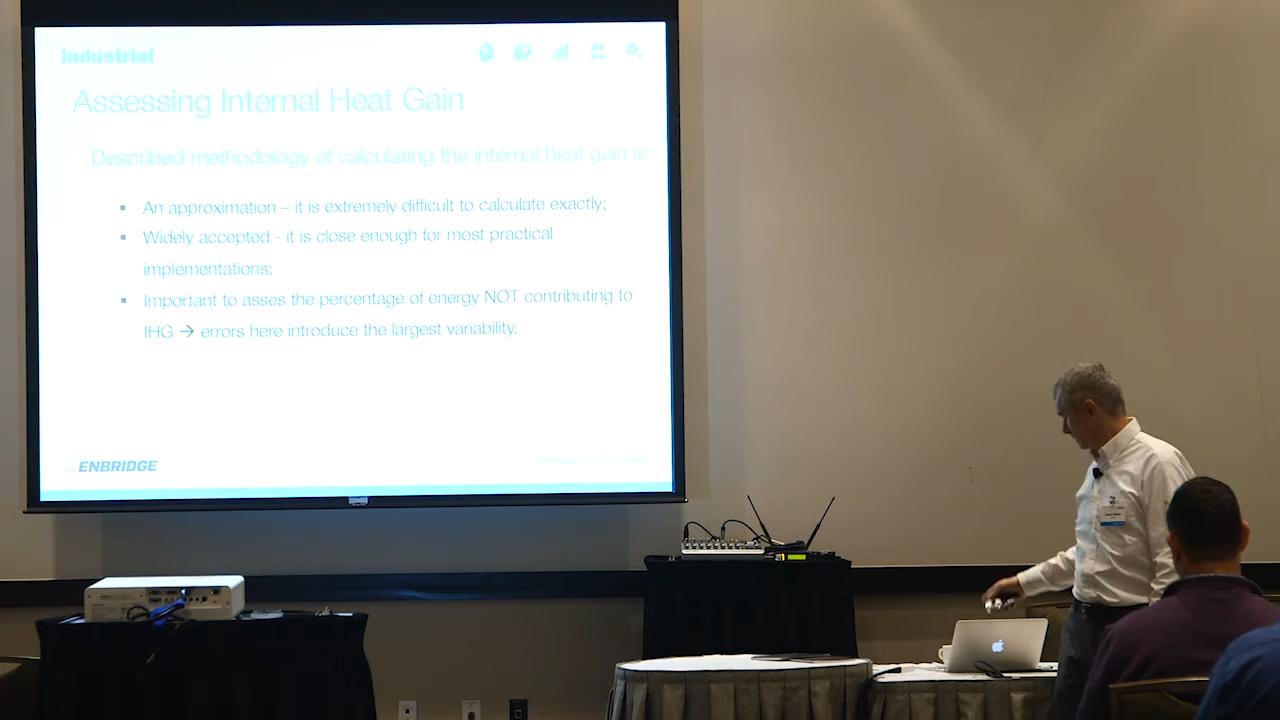 Industrial
Assessing Internal Heat Gain
Described methodology of calculating the internal heat gain is:
▪ An approximation – it is extremely difficult to calculate exactly;
▪ Widely accepted - it is close enough for most practical
implementations;
▪ Important to asses the percentage of energy NOT contributing to
IHG → errors here introduce the largest variability.
ENBRIDGE